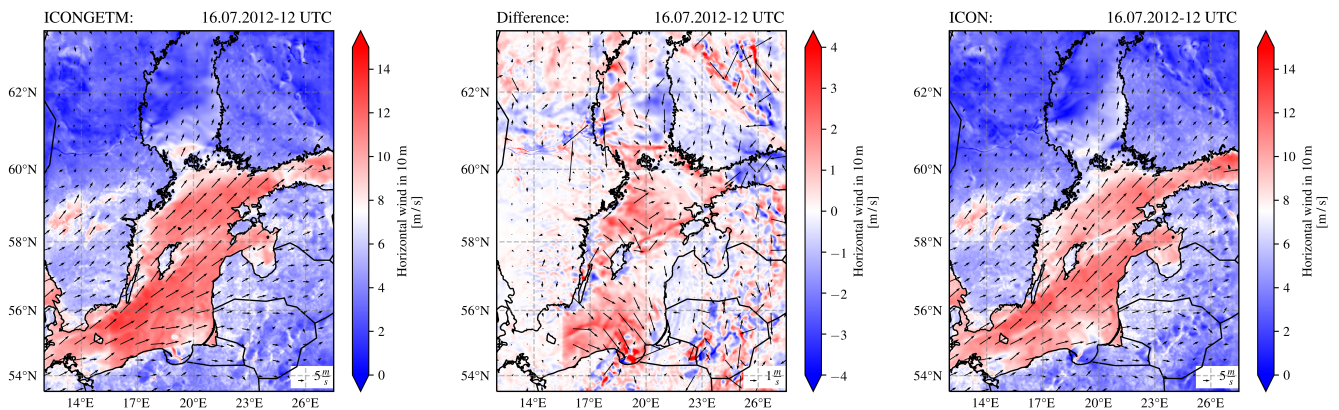 ICONGETM: 16.07.2012-12 UTC
62°N
60°N
58°N
56°N
54°N
14°E 17°E 20°E 23°E 26°E
5 m/s
14
12
10
8
6
4
2
0
Horizontal wind in 10 m
[m/s]
Difference: 16.07.2012-12 UTC
62°N
60°N
58°N
56°N
54°N
14°E 17°E 20°E 23°E 26°E
1 m/s
4
3
2
1
0
−1
−2
−3
−4
Horizontal wind in 10 m
[m/s]
ICON: 16.07.2012-12 UTC
62°N
60°N
58°N
56°N
54°N
14°E 17°E 20°E 23°E 26°E
5 m/s
14
12
10
8
6
4
2
0
Horizontal wind in 10 m
[m/s]